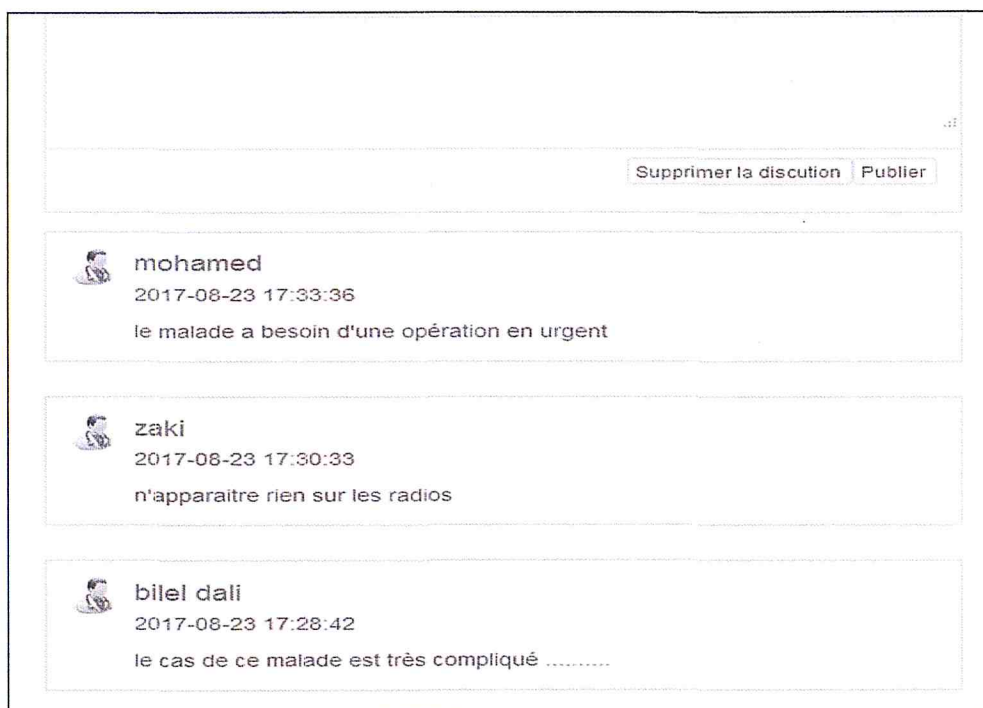 Supprimer la discution Publier
mohamed
2017-08-23 17:33:36
le malade a besoin d'une opération en urgent
zaki
2017-08-23 17:30:33
n'apparaitre rien sur les radios
bilel dali
2017-08-23 17:28:42
le cas de ce malade est très compliqué ..........